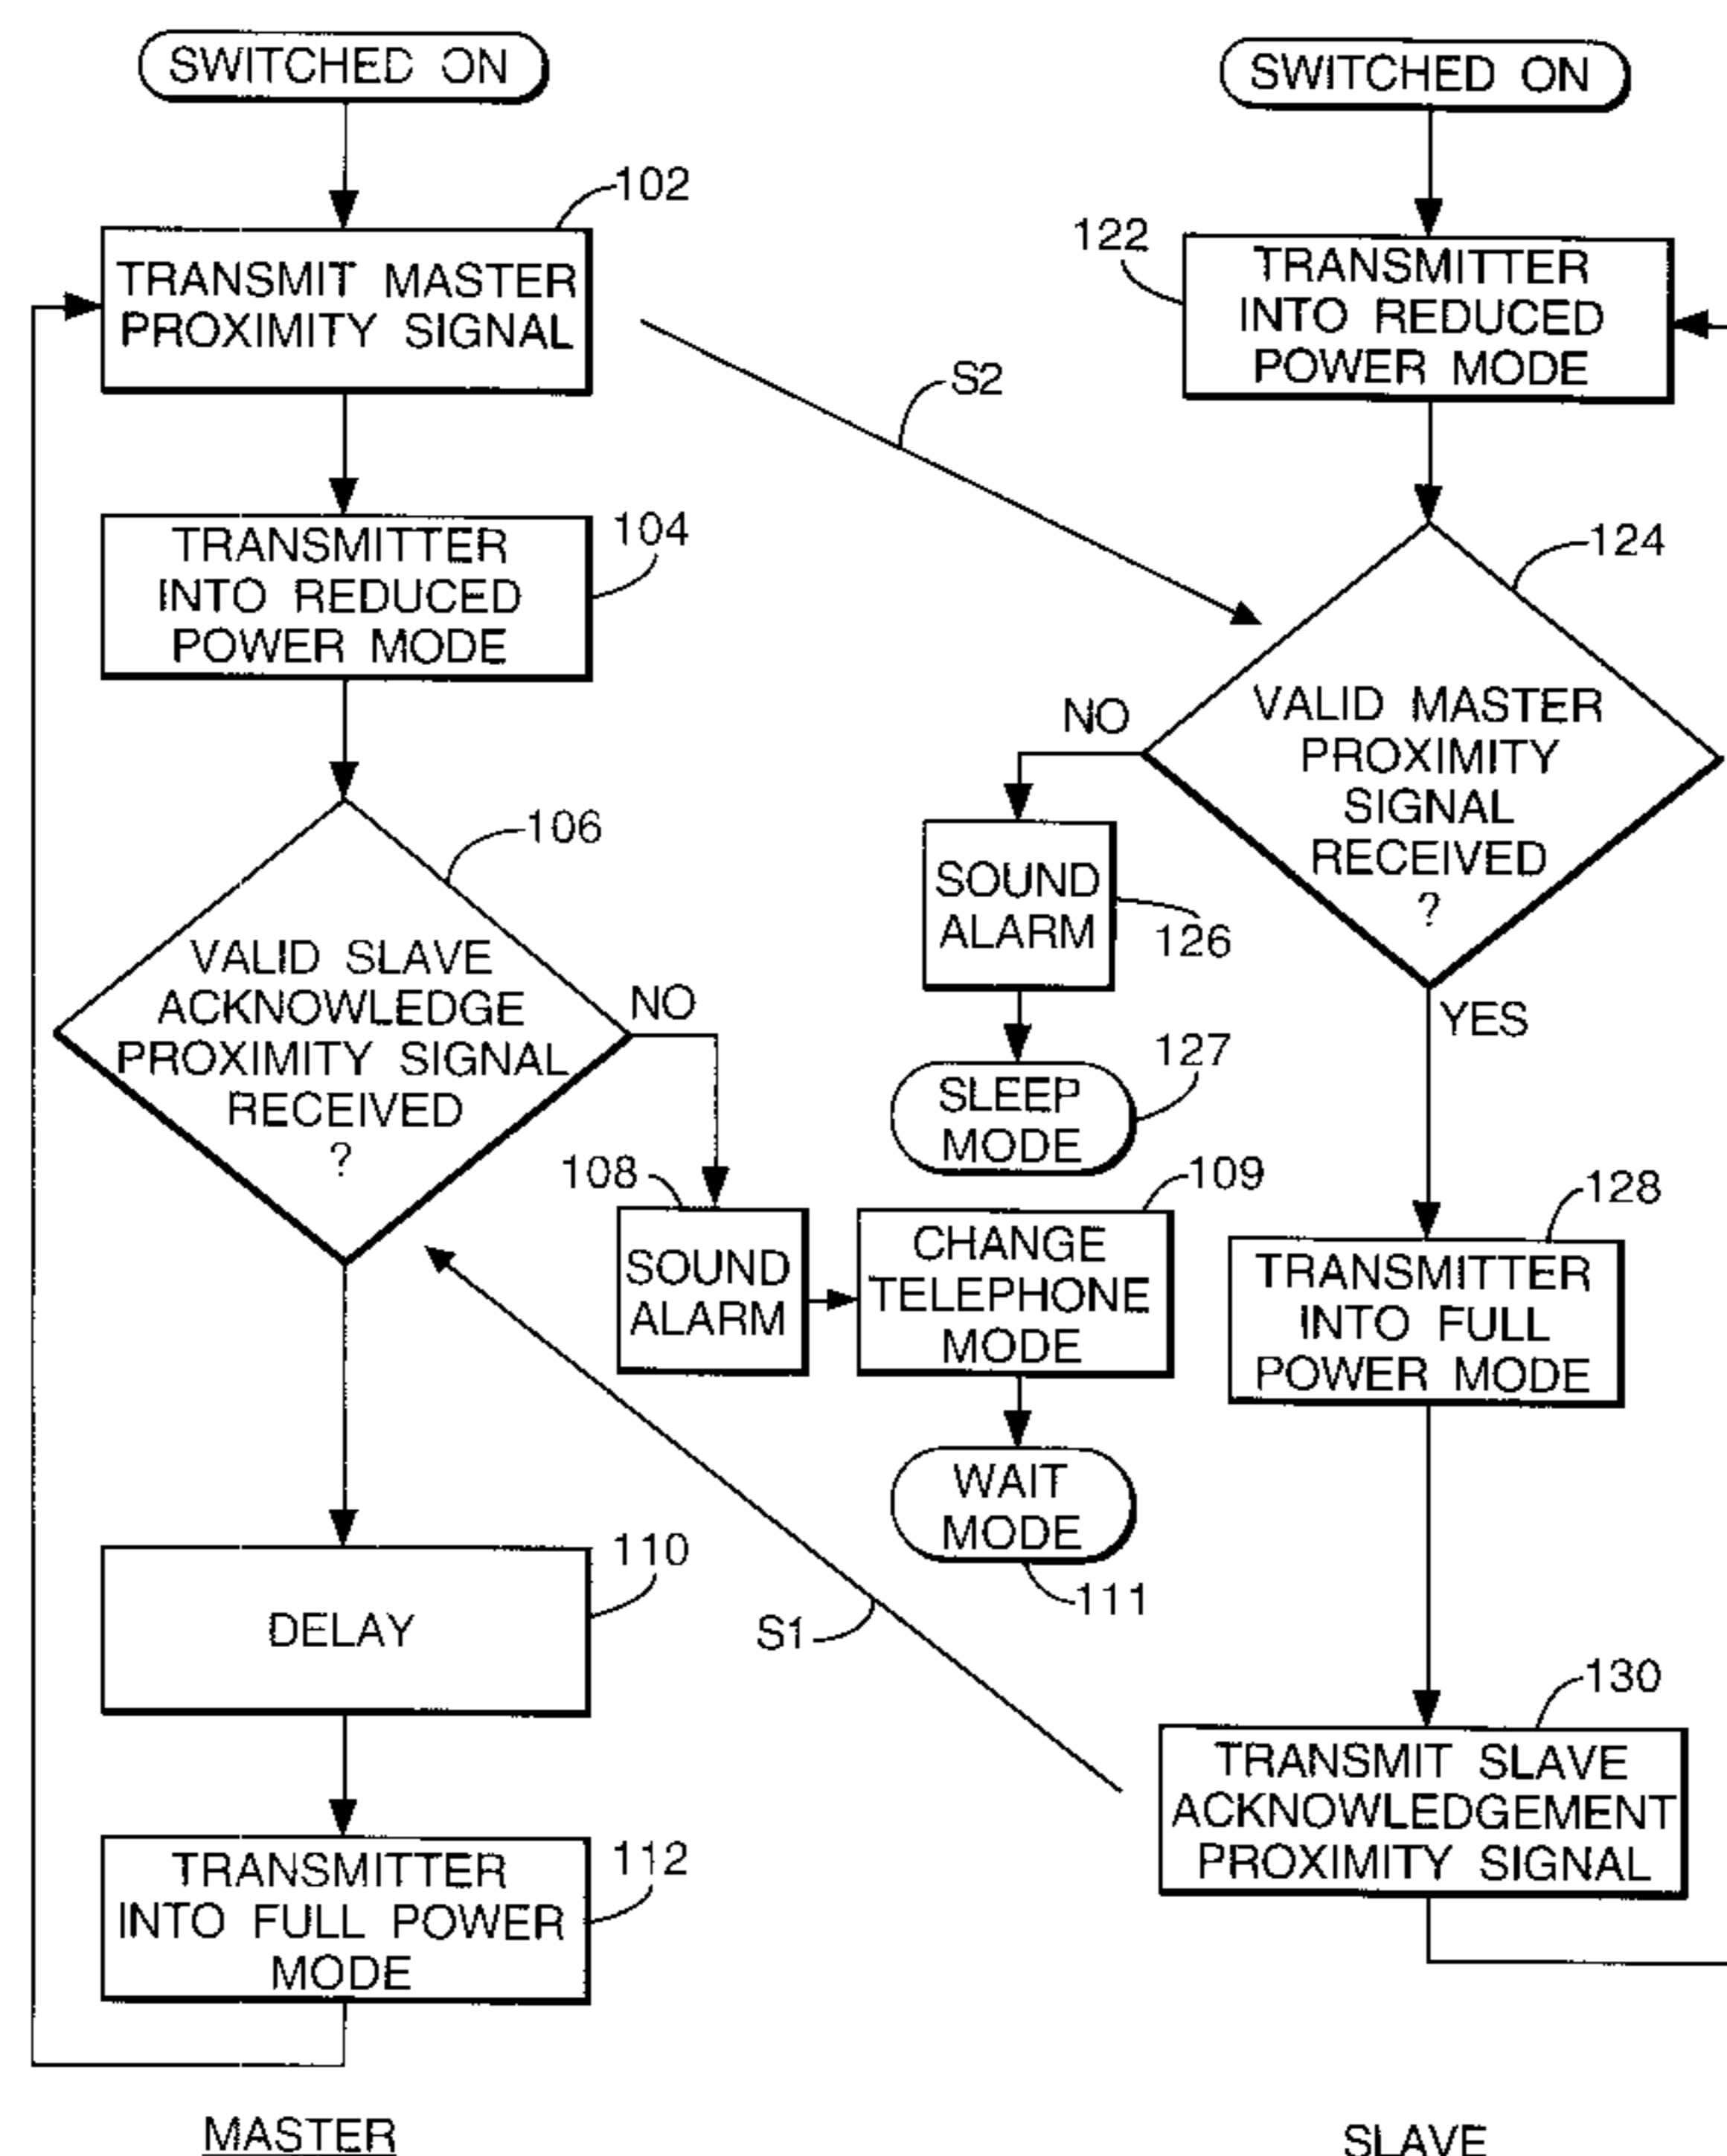 SWITCHED ON
102
TRANSMIT MASTER
PROXIMITY SIGNAL
104
TRANSMITTER
INTO REDUCED
POWER MODE
106
VALID SLAVE
ACKNOWLEDGE
PROXIMITY SIGNAL
RECEIVED
?
NO
108
SOUND
ALARM
109
CHANGE
TELEPHONE
MODE
WAIT
MODE
111
110
DELAY
112
TRANSMITTER
INTO FULL POWER
MODE
MASTER
S2
S1
SWITCHED ON
122
TRANSMITTER
INTO REDUCED
POWER MODE
124
VALID MASTER
PROXIMITY
SIGNAL
RECEIVED
?
NO
SOUND
ALARM
126
127
SLEEP
MODE
YES
128
TRANSMITTER
INTO FULL
POWER MODE
130
TRANSMIT SLAVE
ACKNOWLEDGEMENT
PROXIMITY SIGNAL
SLAVE